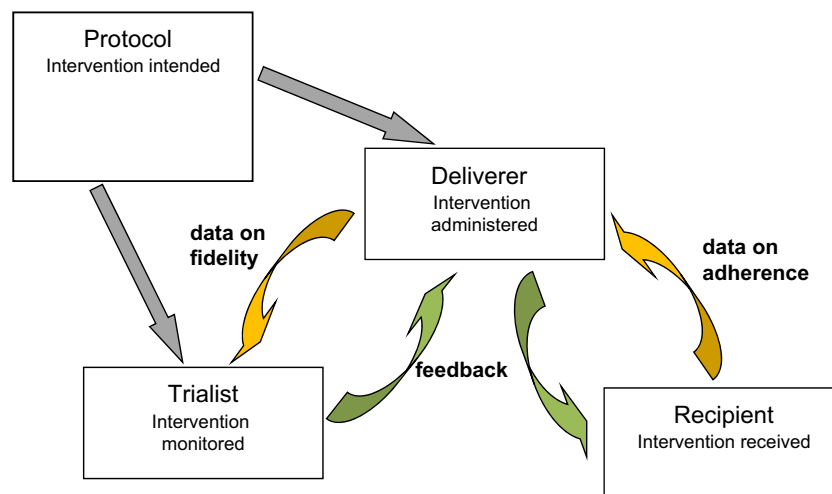 Protocol
Intervention intended
Deliverer
Intervention
administered
data on
fidelity
data on
adherence
feedback
Trialist
Intervention
monitored
Recipient
Intervention received